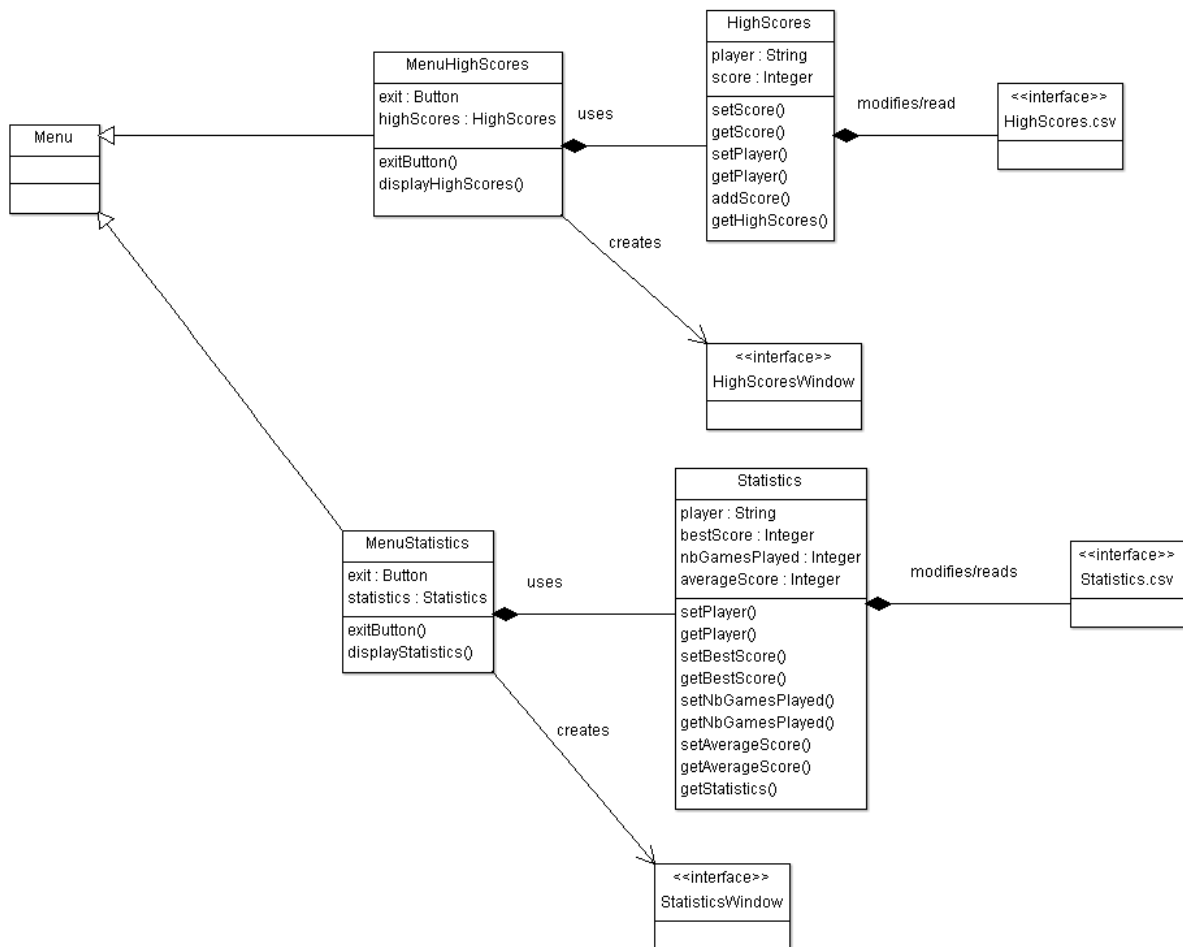 Menu
MenuHighScores
exit : Button
highScores : HighScores
exitButton()
displayHighScores()
uses
HighScores
player : String
score : Integer
setScore()
getScore()
setPlayer()
getPlayer()
addScore()
getHighScores()
modifies/read
<<interface>>
HighScores.csv
creates
<<interface>>
HighScoresWindow
MenuStatistics
exit : Button
statistics : Statistics
exitButton()
displayStatistics()
uses
Statistics
player : String
bestScore : Integer
nbGamesPlayed : Integer
averageScore : Integer
setPlayer()
getPlayer()
setBestScore()
getBestScore()
setNbGamesPlayed()
getNbGamesPlayed()
setAverageScore()
getAverageScore()
getStatistics()
modifies/reads
<<interface>>
Statistics.csv
creates
<<interface>>
StatisticsWindow